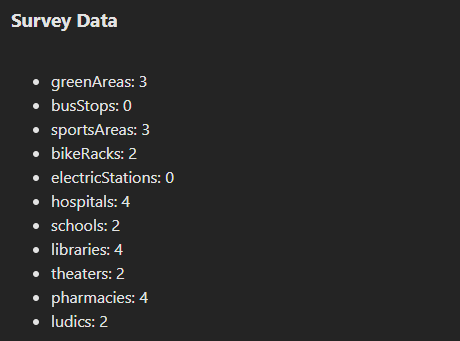 Survey Data
greenAreas: 3
busStops: 0
sportsAreas: 3
bikeRacks: 2
electricStations: 0
hospitals: 4
schools: 2
libraries: 4
theaters: 2
pharmacies: 4
ludics: 2